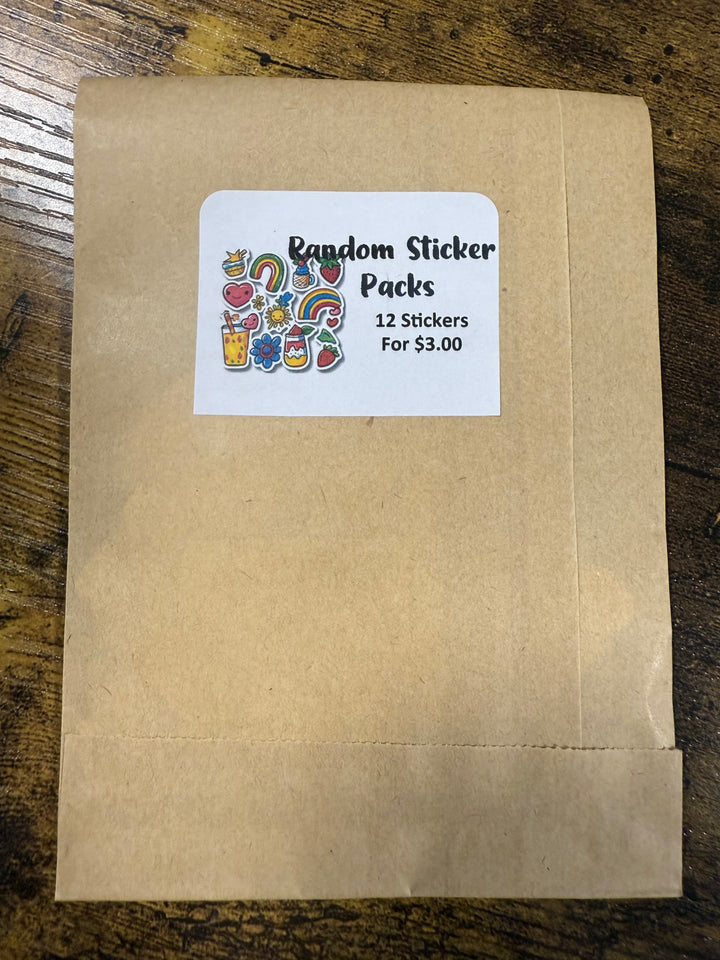 Random Sticker
Packs
12 Stickers
For $3.00